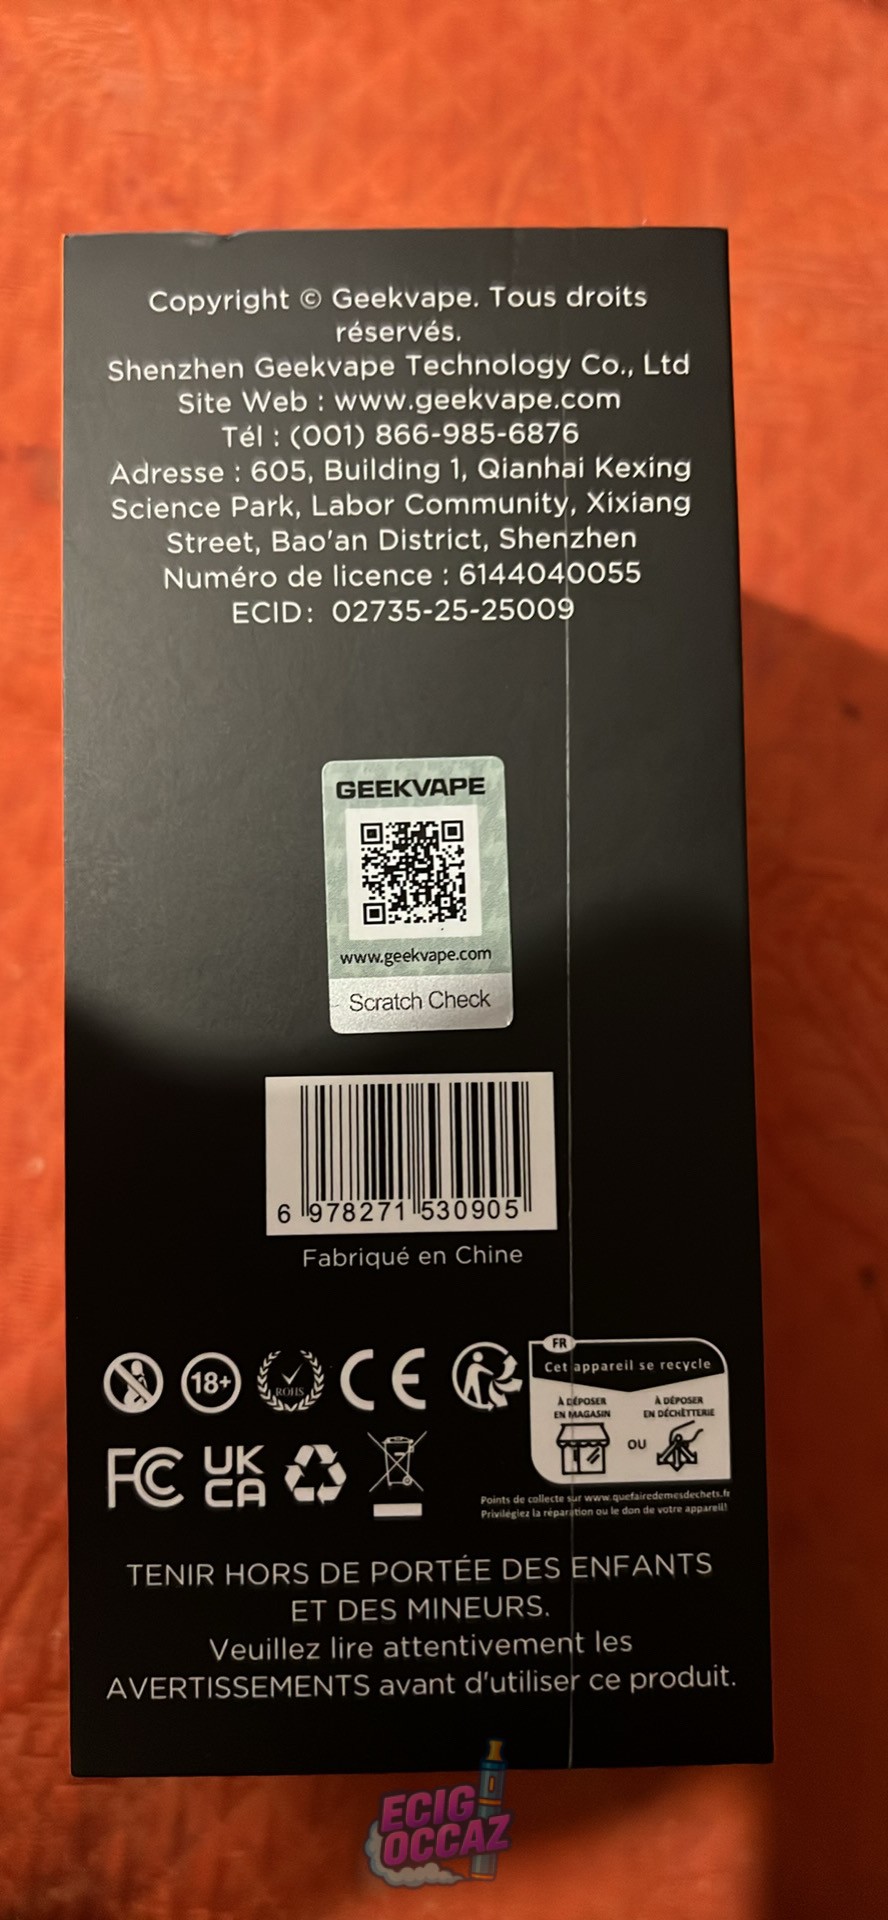 Copyright © Geekvape. Tous droits
réservés.
Shenzhen Geekvape Technology Co., Ltd
Site Web : www.geekvape.com
Tél : (001) 866-985-6876
Adresse : 605, Building 1, Qianhai Kexing
Science Park, Labor Community, Xixiang
Street, Bao'an District, Shenzhen
Numéro de licence : 6144040055
ECID: 02735-25-25009
GEEKVAPE
www.geekvape.com
Scratch Check
6 978271 530905
Fabriqué en Chine
18+
ROHS
CE
FR
Cet appareil se recycle
À DÉPOSER
EN MAGASIN
OU
À DÉPOSER
EN DÉCHÈTTERIE
FC
UK
CA
Points de collecte sur www.quefairedemesdechets.fr
Privilégiez la réparation ou le don de votre appareil!
TENIR HORS DE PORTÉE DES ENFANTS
ET DES MINEURS.
Veuillez lire attentivement les
AVERTISSEMENTS avant d'utiliser ce produit.
ECIG
OCCAZ